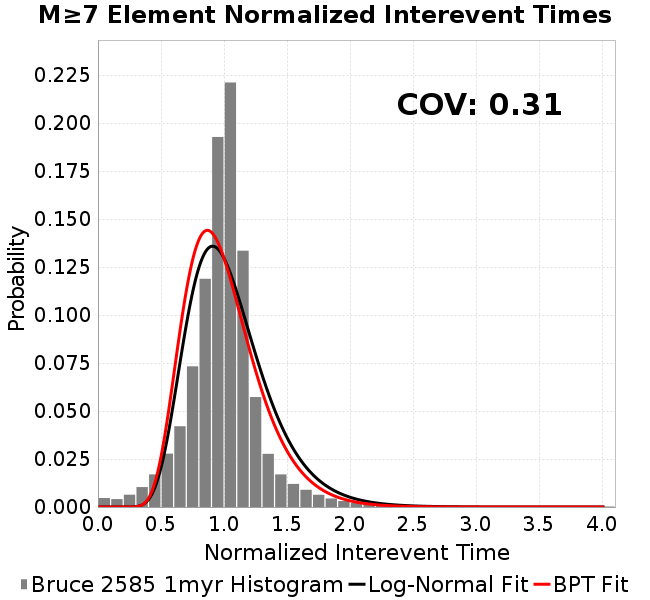 M≥7 Element Normalized Interevent Times
COV: 0.31
Probability
0.225
0.200
0.175
0.150
0.125
0.100
0.075
0.050
0.025
0.000
0.0 0.5 1.0 1.5 2.0 2.5 3.0 3.5 4.0
Normalized Interevent Time
Bruce 2585 1myr Histogram Log-Normal Fit BPT Fit